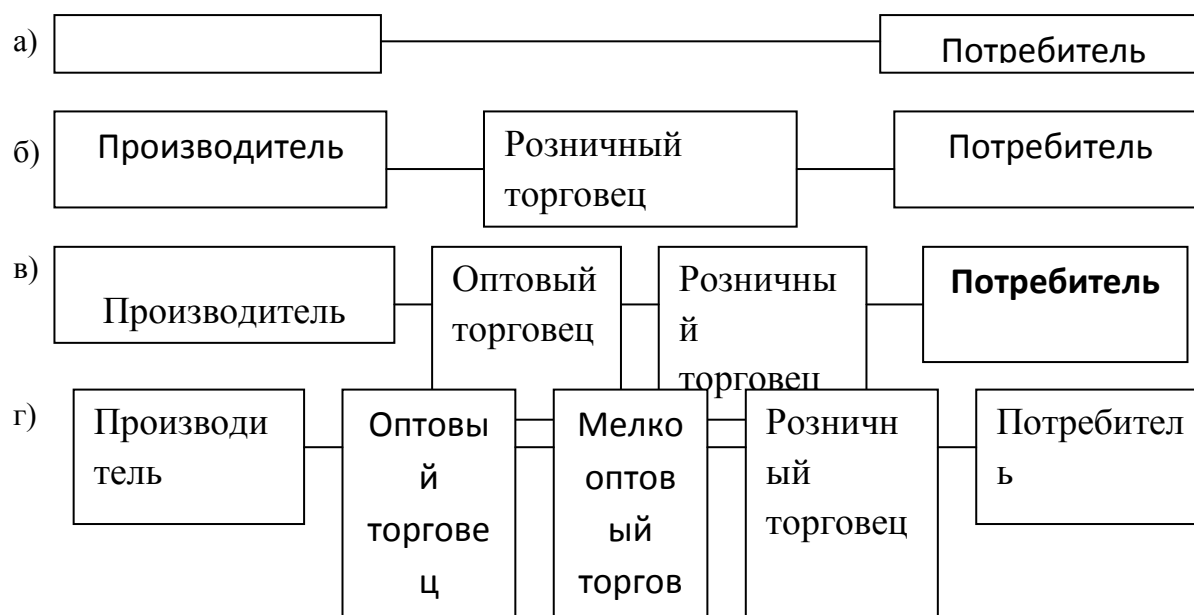 а)
Потребитель
б)
Производитель
Розничный
торговец
Потребитель
в)
Производитель
Оптовый
торговец
Розничны
й
торговец
Потребитель
г)
Производи
тель
Оптовы
й
торгове
ц
Мелко
оптов
ый
торгов
Розничн
ый
торговец
Потребител
ь